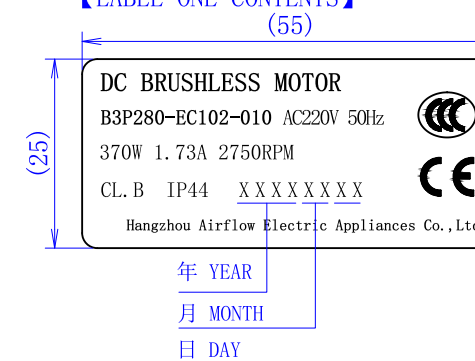 【LABEL ONE CONTENTS】
(55)
(25)
DC BRUSHLESS MOTOR
B3P280-EC102-010 AC220V 50Hz
370W 1.73A 2750RPM
CL.B IP44 XXXXXXXX
Hangzhou Airflow Electric Appliances Co.,Ltd
年 YEAR
月 MONTH
日 DAY